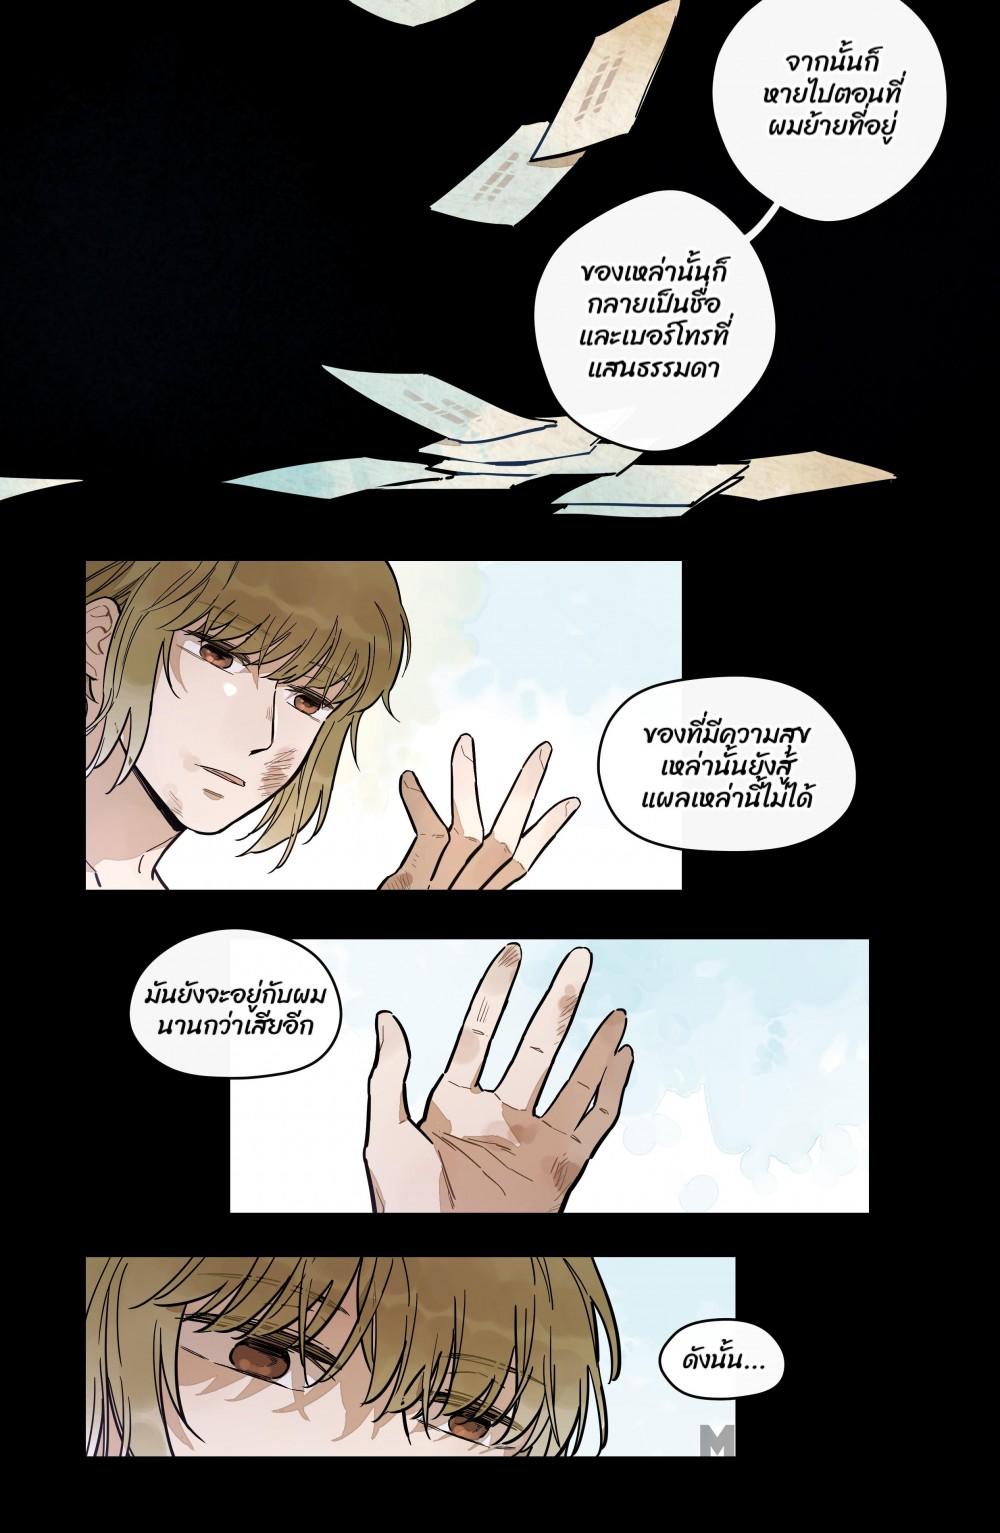 จากนั้นก็
หายไปตอนที่
ผมย้ายที่อยู่
ของเหล่านั้นก็
กลายเป็นชื่อ
และเบอร์โทรที่
แสนธรรมดา
ของที่มีความสุข
เหล่านั้นยังสู้
แผลเหล่านี้ไม่ได้
มันยังจะอยู่กับผม
นานกว่าเสียอีก
ดังนั้น...
M